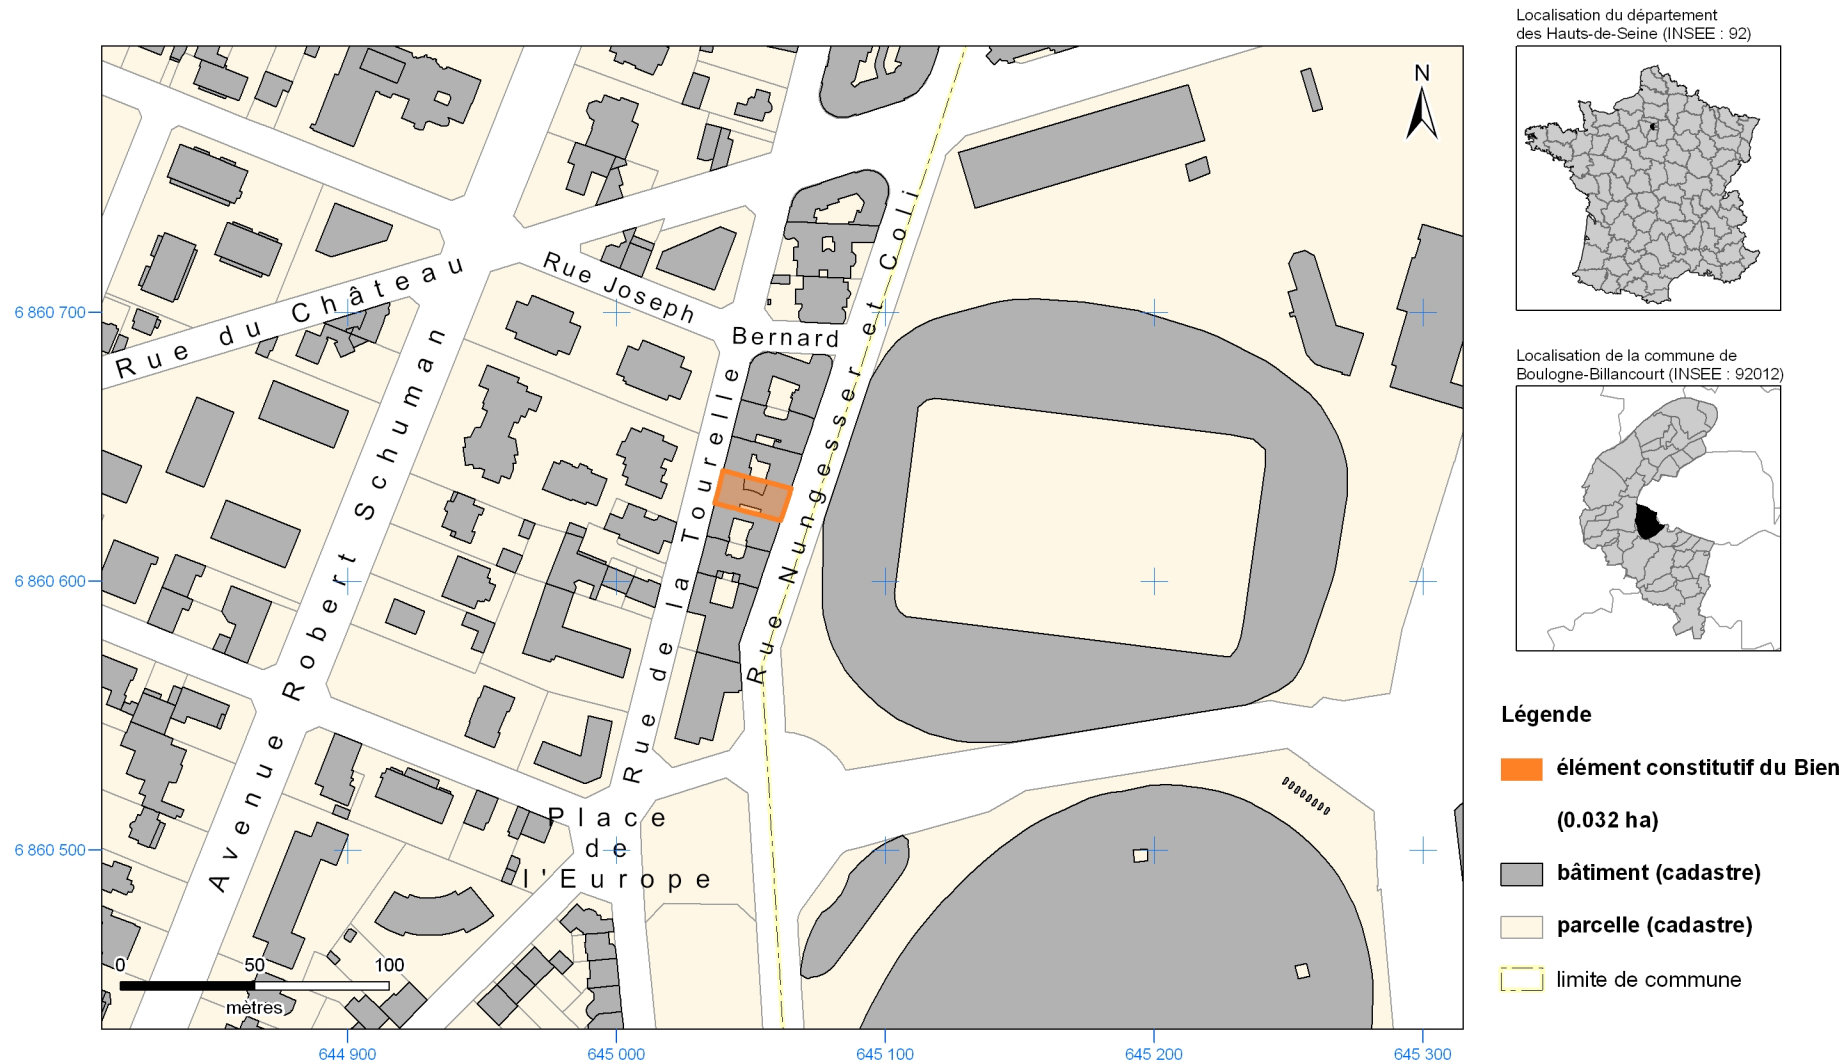 Localisation du département
des Hauts-de-Seine (INSEE : 92)
N
Rue du Château
Rue Joseph
Bernard
Rue Nungesser et Coli
Avenue Robert Schuman
Rue de la Tourelle
Place
de
l'Europe
6 860 700
6 860 600
6 860 500
0 50 100
mètres
644 900 645 000 645 100 645 200 645 300
Localisation de la commune de
Boulogne-Billancourt (INSEE : 92012)
Légende
élément constitutif du Bien
(0.032 ha)
bâtiment (cadastre)
parcelle (cadastre)
limite de commune